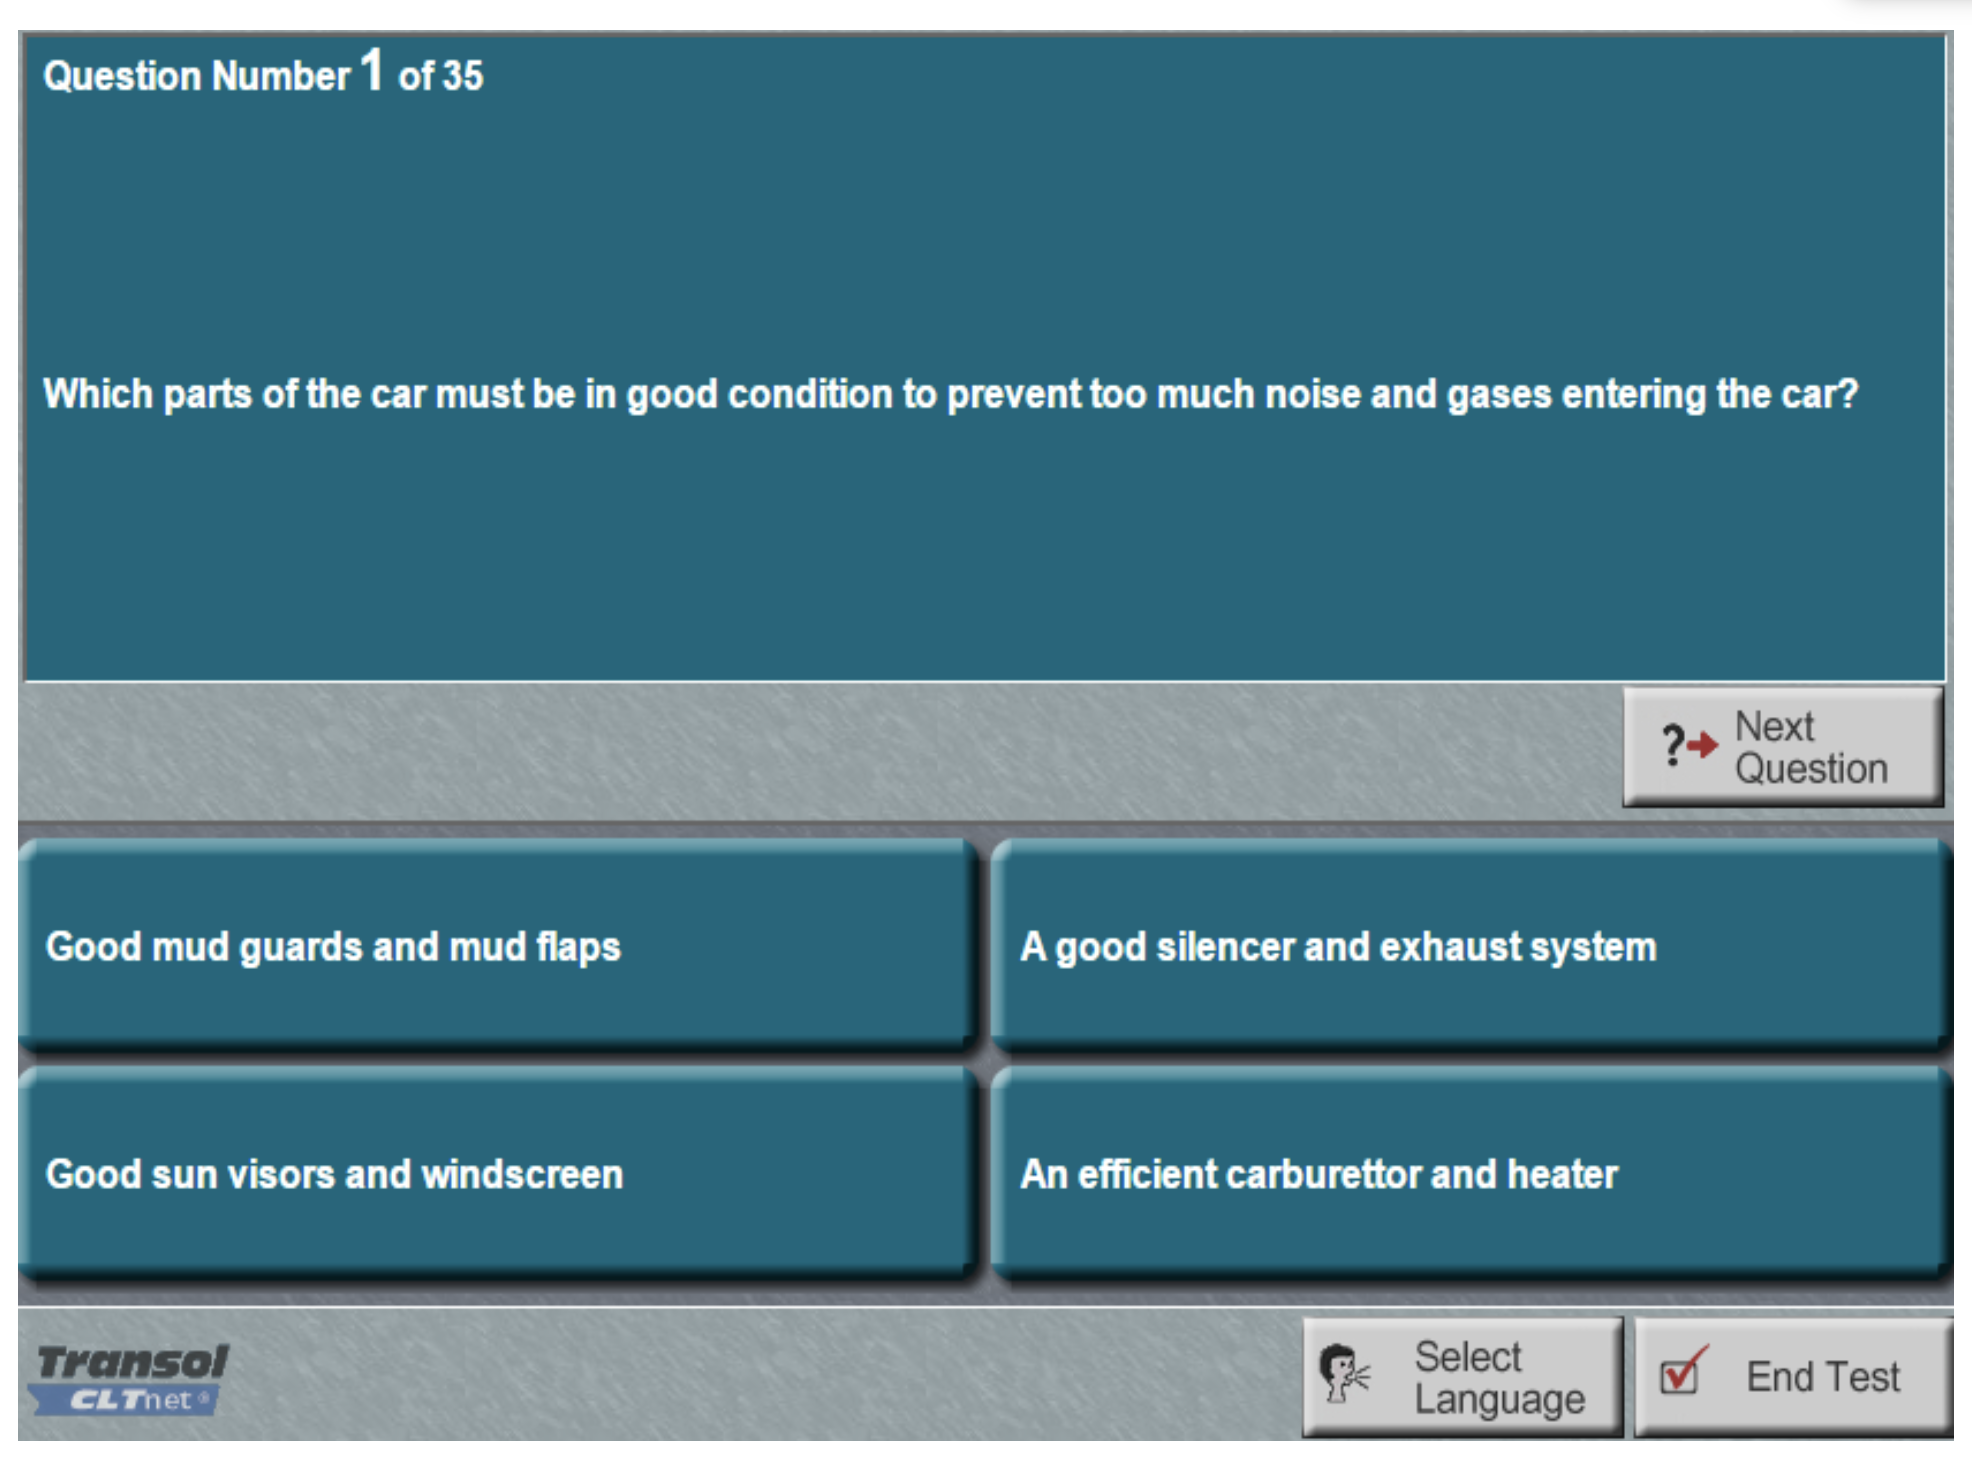 Question Number 1 of 35
Which parts of the car must be in good condition to prevent too much noise and gases entering the car?
?
Next
Question
Good mud guards and mud flaps
A good silencer and exhaust system
Good sun visors and windscreen
An efficient carburettor and heater
Transol
CLTnet®
Select
Language
End Test